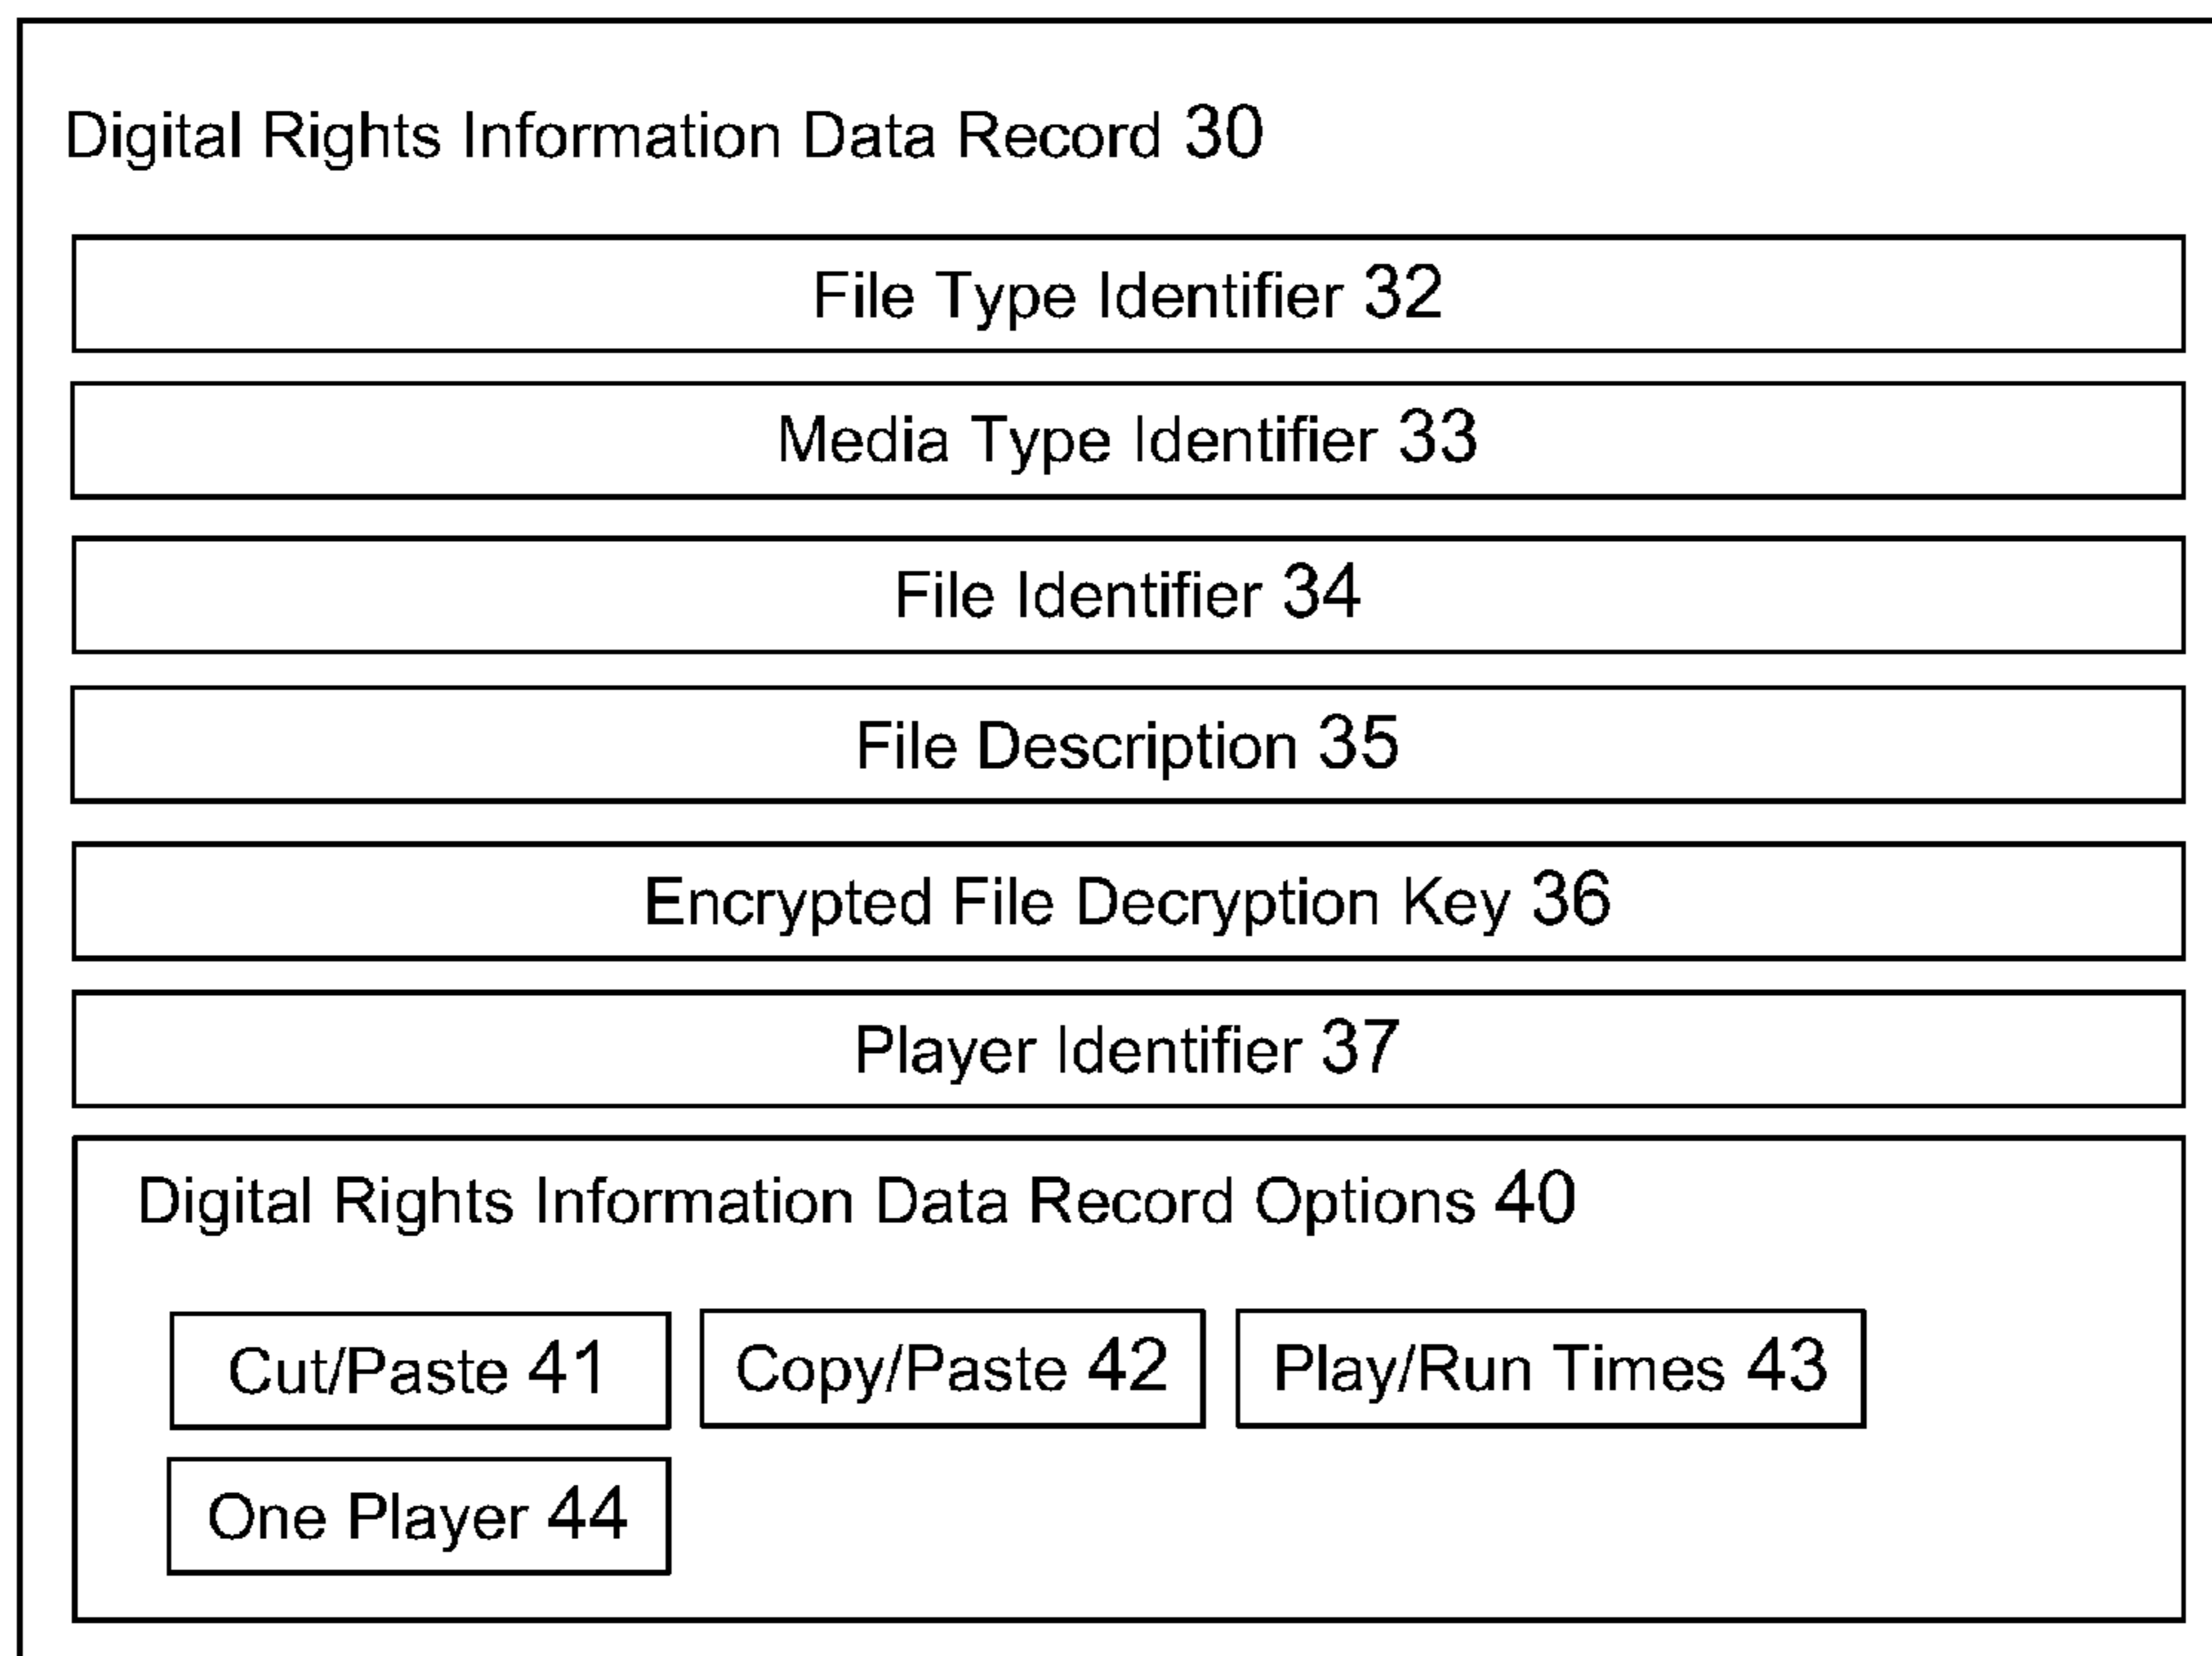 Digital Rights Information Data Record 30
File Type Identifier 32
Media Type Identifier 33
File Identifier 34
File Description 35
Encrypted File Decryption Key 36
Player Identifier 37
Digital Rights Information Data Record Options 40
Cut/Paste 41
Copy/Paste 42
Play/Run Times 43
One Player 44